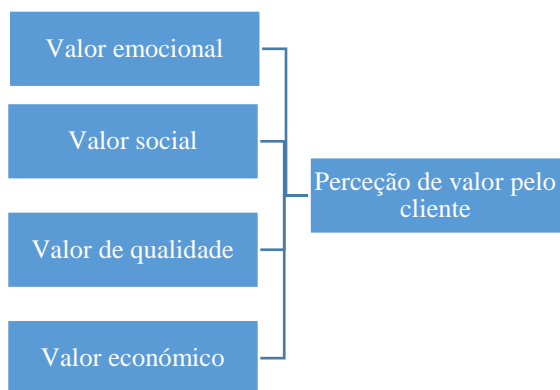 Valor emocional
Valor social
Valor de qualidade
Valor económico
Perceção de valor pelo
cliente